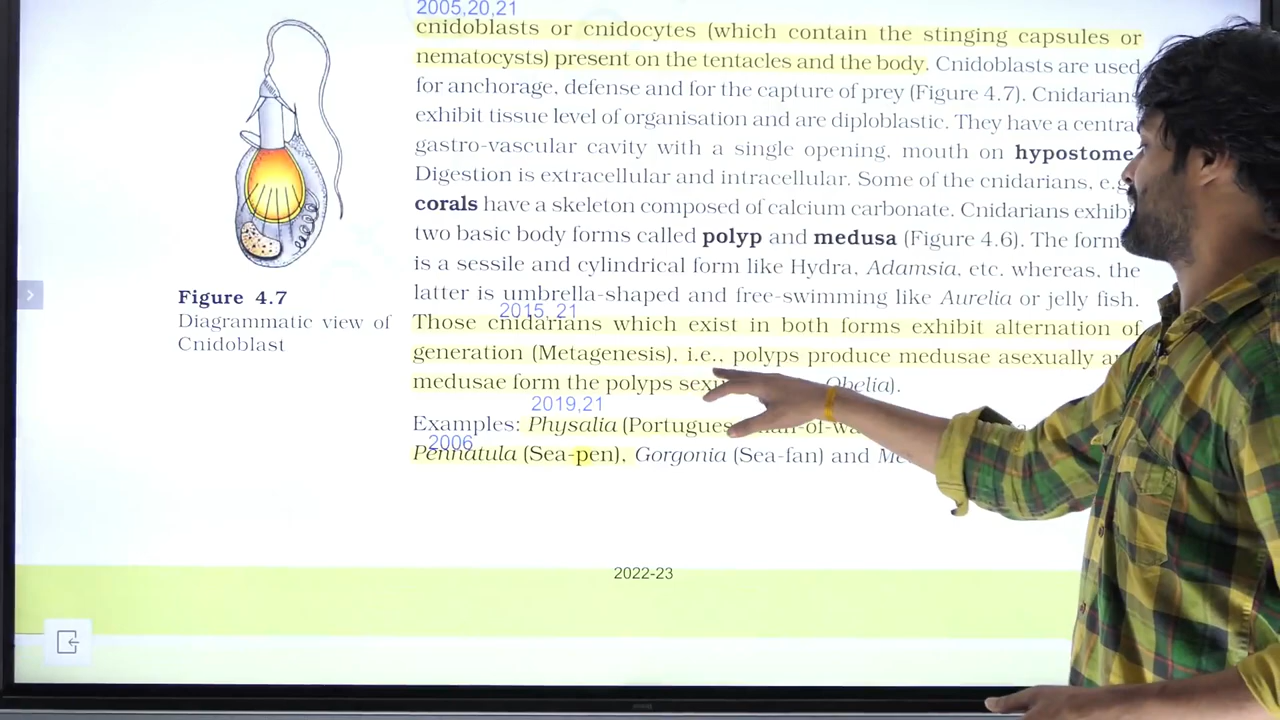 2005,20,21
cnidoblasts or cnidocytes (which contain the stinging capsules or
nematocysts) present on the tentacles and the body. Cnidoblasts are used
for anchorage, defense and for the capture of prey (Figure 4.7). Cnidarians
exhibit tissue level of organisation and are diploblastic. They have a central
gastro-vascular cavity with a single opening, mouth on hypostome
Digestion is extracellular and intracellular. Some of the cnidarians, e.g
corals have a skeleton composed of calcium carbonate. Cnidarians exhibi
two basic body forms called polyp and medusa (Figure 4.6). The form
is a sessile and cylindrical form like Hydra, Adamsia, etc. whereas, the
latter is umbrella-shaped and free-swimming like Aurelia or jelly fish.
2015, 21
Those cnidarians which exist in both forms exhibit alternation of
generation (Metagenesis), i.e., polyps produce medusae asexually a
medusae form the polyps sexu Obelia).
2019,21
Examples: Physalia (Portugues man-of-wa
2006
Pennatula (Sea-pen), Gorgonia (Sea-fan) and
Figure 4.7
Diagrammatic view of
Cnidoblast
2022-23